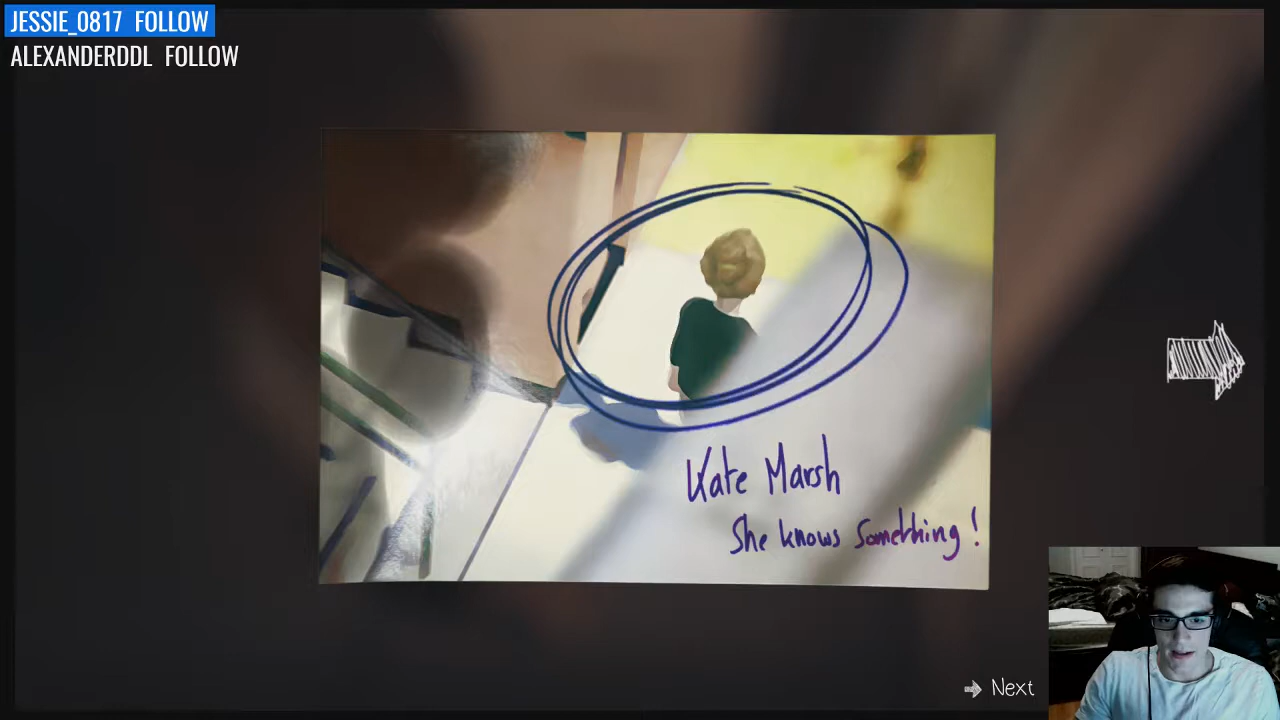 JESSIE_0817 FOLLOW
ALEXANDERDDL FOLLOW
Kate Marsh
She knows something!
Next